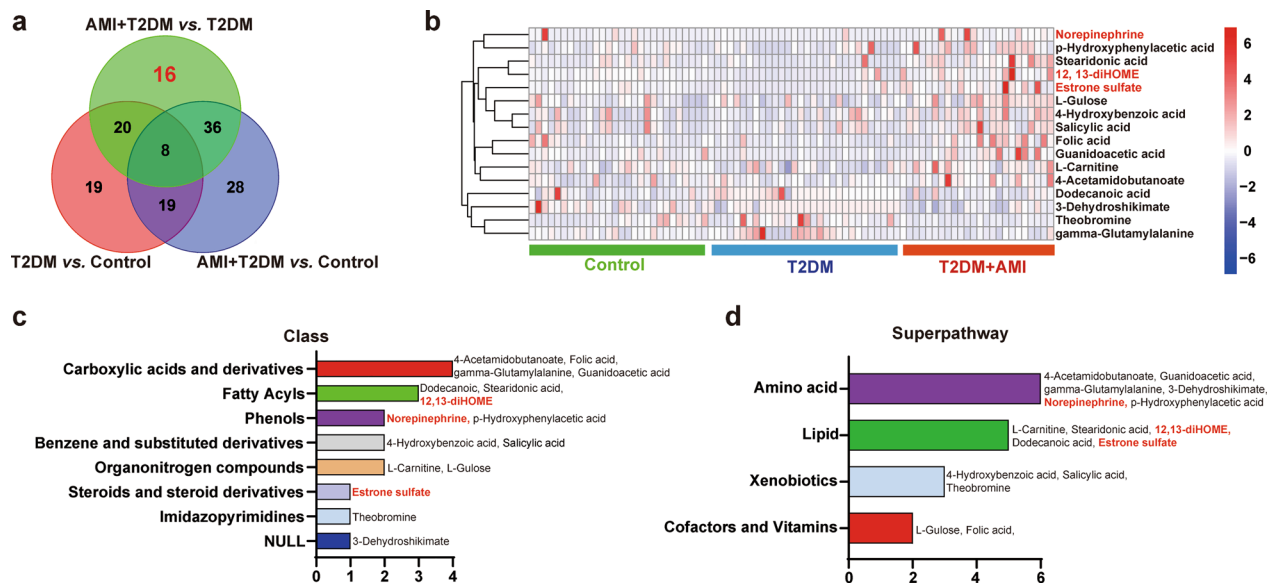 a
AMI+T2DM vs. T2DM
16
20
36
8
19
28
19
T2DM vs. Control
AMI+T2DM vs. Control
b
Norepinephrine
p-Hydroxyphenylacetic acid
Stearidonic acid
12, 13-diHOME
Estrone sulfate
L-Gulose
4-Hydroxybenzoic acid
Salicylic acid
Folic acid
Guanidoacetic acid
L-Carnitine
4-Acetamidobutanoate
Dodecanoic acid
3-Dehydroshikimate
Theobromine
gamma-Glutamylalanine
Control
T2DM
T2DM+AMI
6
4
2
0
−2
−4
−6
c
Class
Carboxylic acids and derivatives
4-Acetamidobutanoate, Folic acid,
gamma-Glutamylalanine, Guanidoacetic acid
Fatty Acyls
Dodecanoic, Stearidonic acid,
12,13-diHOME
Phenols
Norepinephrine, p-Hydroxyphenylacetic acid
Benzene and substituted derivatives
4-Hydroxybenzoic acid, Salicylic acid
Organonitrogen compounds
L-Carnitine, L-Gulose
Steroids and steroid derivatives
Estrone sulfate
Imidazopyrimidines
Theobromine
NULL
3-Dehydroshikimate
0 1 2 3 4
d
Superpathway
Amino acid
4-Acetamidobutanoate, Guanidoacetic acid,
gamma-Glutamylalanine, 3-Dehydroshikimate,
Norepinephrine, p-Hydroxyphenylacetic acid
Lipid
L-Carnitine, Stearidonic acid, 12,13-diHOME,
Dodecanoic acid, Estrone sulfate
Xenobiotics
4-Hydroxybenzoic acid, Salicylic acid,
Theobromine
Cofactors and Vitamins
L-Gulose, Folic acid,
0 2 4 6